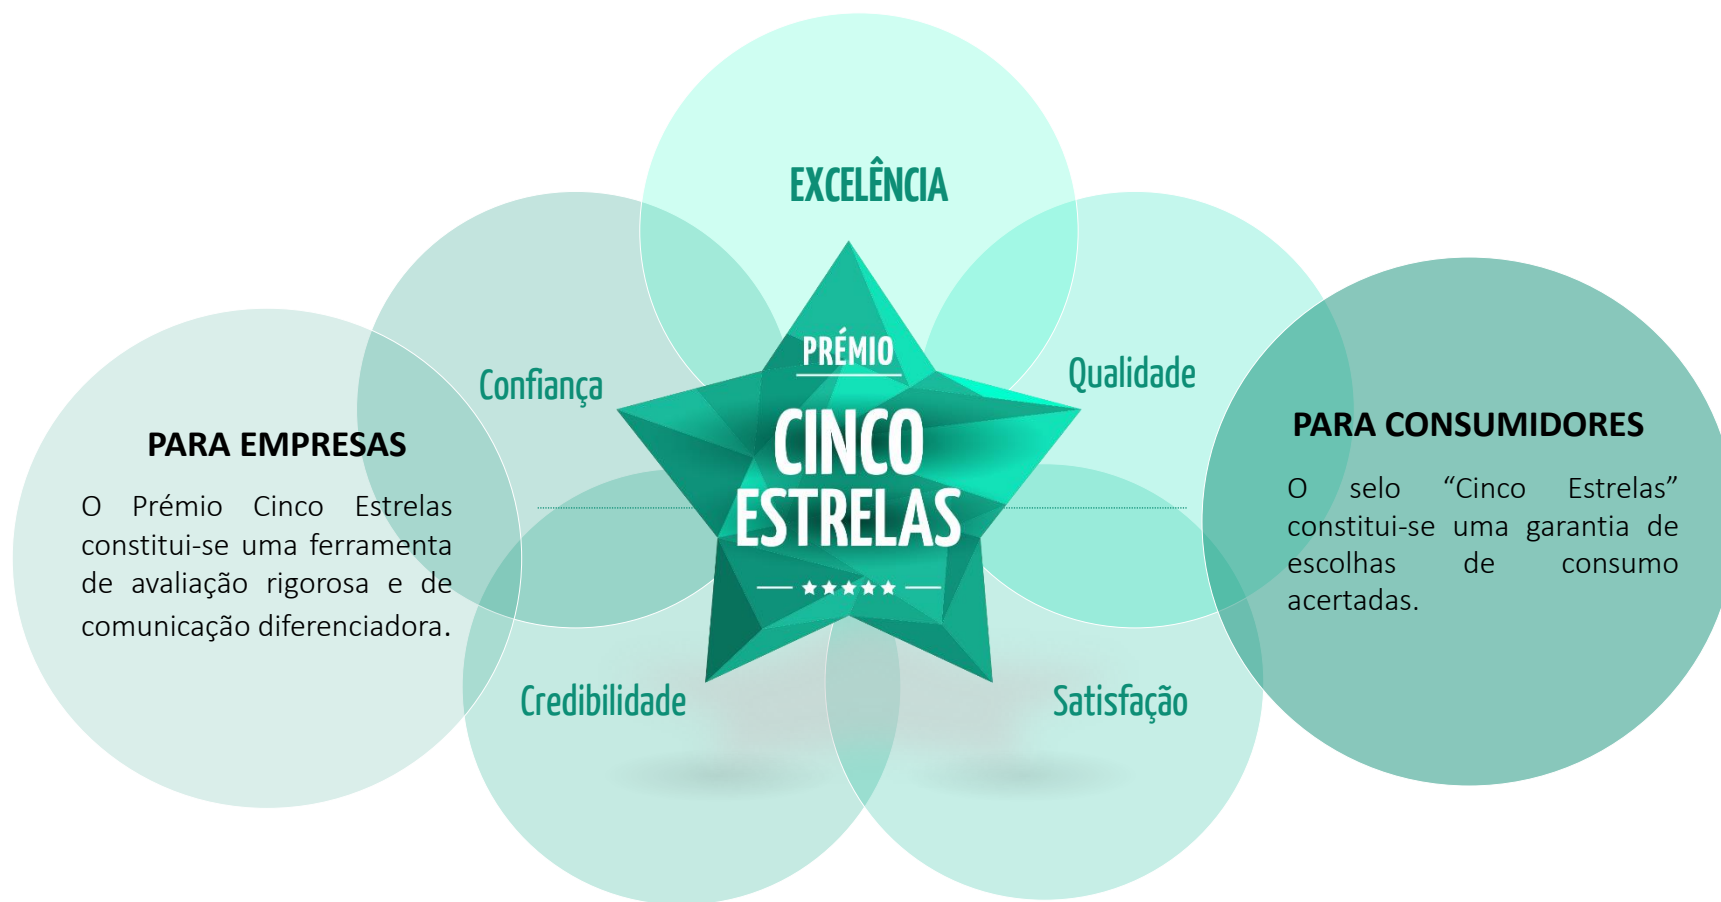 EXCELÊNCIA
Confiança
Qualidade
PRÉMIO
CINCO
ESTRELAS
PARA EMPRESAS
O Prémio Cinco Estrelas
constitui-se uma ferramenta
de avaliação rigorosa e de
comunicação diferenciadora.
PARA CONSUMIDORES
O selo “Cinco Estrelas”
constitui-se uma garantia de
escolhas de consumo
acertadas.
Credibilidade
Satisfação